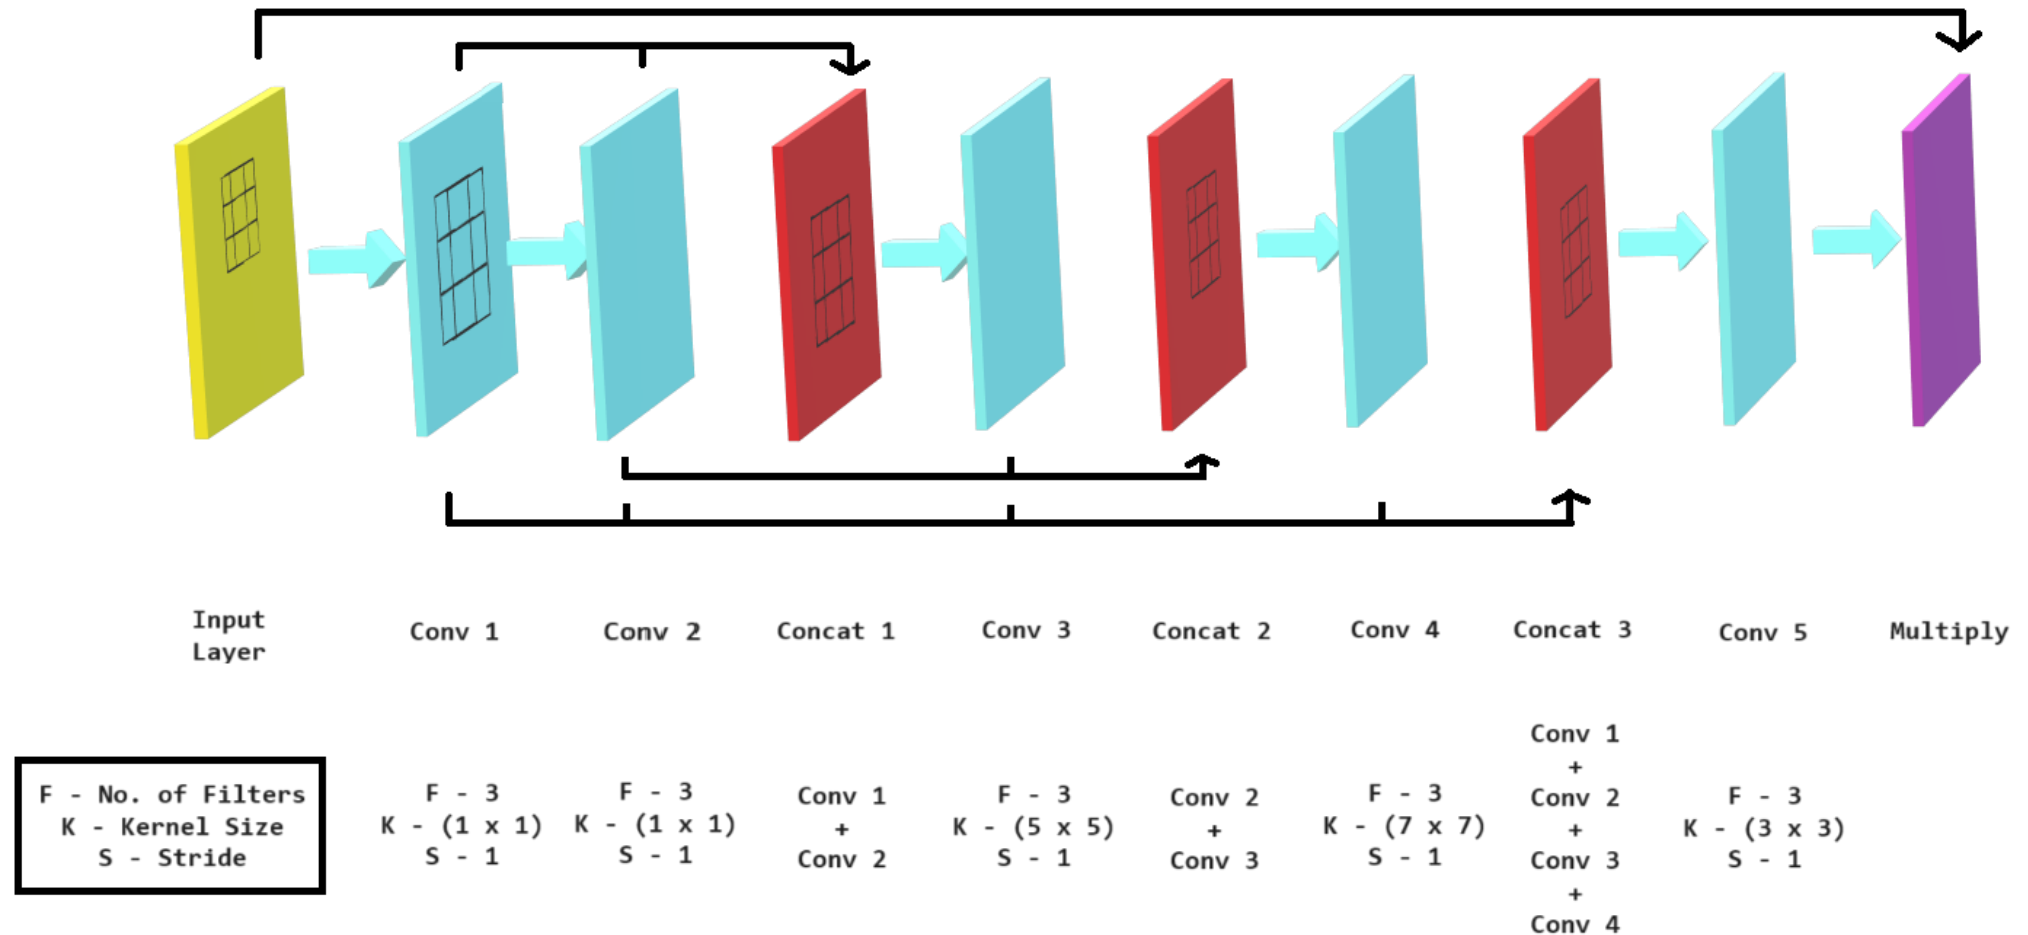 Input
Layer
Conv 1
Conv 2
Concat 1
Conv 3
Concat 2
Conv 4
Concat 3
Conv 5
Multiply
F - No. of Filters
K - Kernel Size
S - Stride
F - 3
K - (1 x 1)
S - 1
F - 3
K - (1 x 1)
S - 1
Conv 1
+
Conv 2
F - 3
K - (5 x 5)
S - 1
Conv 2
+
Conv 3
F - 3
K - (7 x 7)
S - 1
Conv 1
+
Conv 2
+
Conv 3
+
Conv 4
F - 3
K - (3 x 3)
S - 1